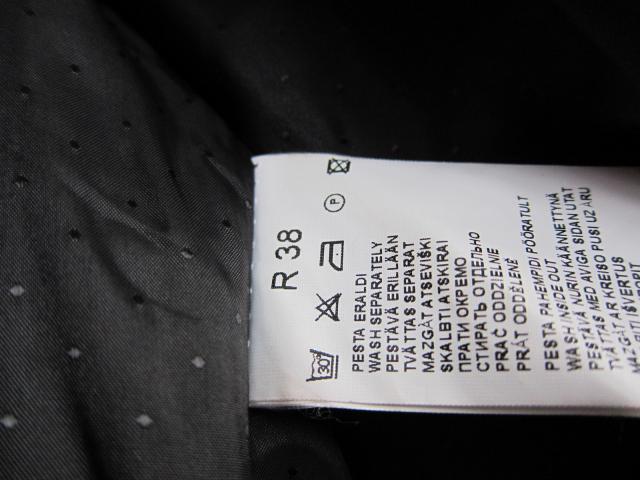 R 38
30°
P
PESTA ERALDI
WASH SEPARATELY
PESTÄVÄ ERILLÄÄN
TVÄTTAS SEPARAT
MAZGĀT ATSEVIŠĶI
SKALBTI ATSKIRAI
ПРАТИ ОКРЕМО
СТИРАТЬ ОТДЕЛЬНО
PRAĆ ODDZIELNIE
PRÁT ODDĚLENĚ
PESTA PAHEMPIDI PÖÖRATULT
WASH INSIDE OUT
PESTÄVÄ NURIN KÄÄNNETTYNÄ
TVÄTTAS MED AVIGA SIDAN UTÅT
MAZGĀT AR KREISO PUSI UZ ĀRU
IŠVERTUS